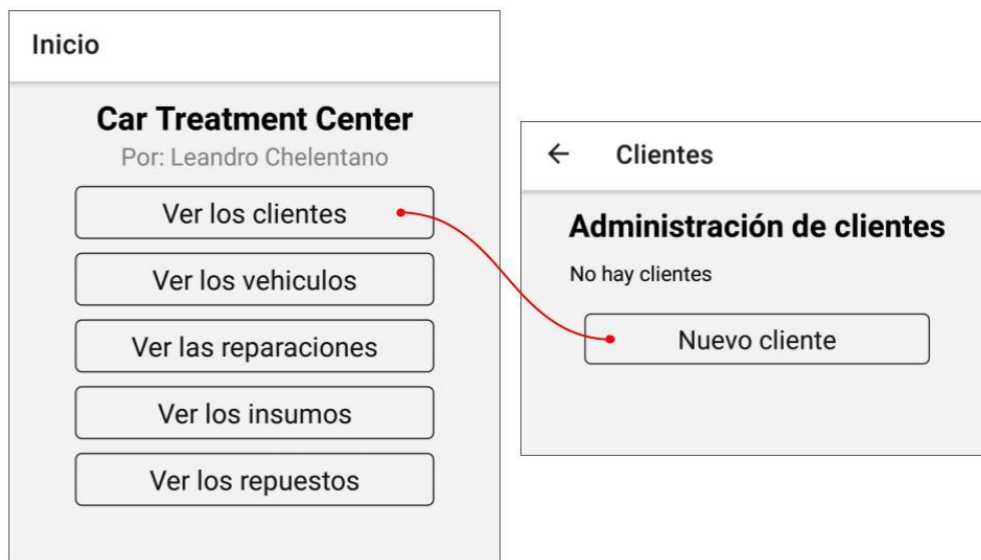 Inicio
Car Treatment Center
Por: Leandro Chelentano
Ver los clientes
Ver los vehiculos
Ver las reparaciones
Ver los insumos
Ver los repuestos
Clientes
Administración de clientes
No hay clientes
Nuevo cliente